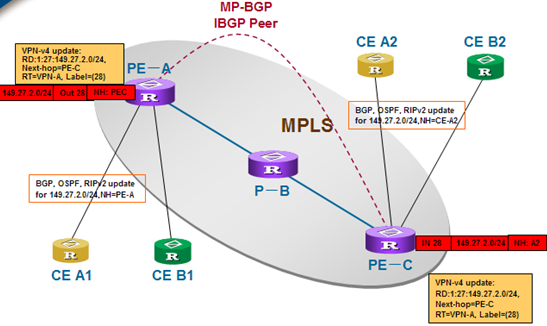 MP-BGP
IBGP Peer
VPN-v4 update:
RD:1:27:149.27.2.0/24,
Next-hop=PE-C
RT=VPN-A, Label=(28)
PE－A
149.27.2.0/24 Out 28 NH: PEC
CE A2
CE B2
BGP, OSPF, RIPv2 update
for 149.27.2.0/24,NH=CE-A2
MPLS
P－B
BGP, OSPF, RIPv2 update
for 149.27.2.0/24,NH=PE-A
CE A1
CE B1
PE－C
IN 28 149.27.2.0/24 NH: A2
VPN-v4 update:
RD:1:27:149.27.2.0/24,
Next-hop=PE-C
RT=VPN-A, Label=(28)
R
R
R
R
R
R
R